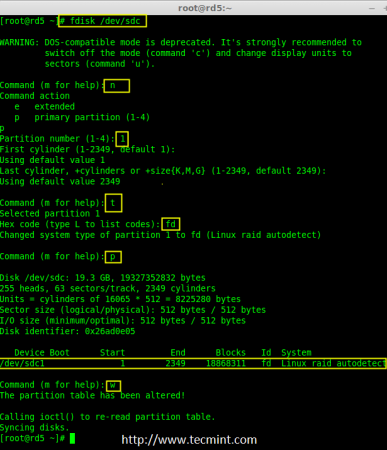 root@rd5:~
[root@rd5 ~]# fdisk /dev/sdc
WARNING: DOS-compatible mode is deprecated. It's strongly recommended to
switch off the mode (command 'c') and change display units to
sectors (command 'u').
Command (m for help): n
Command action
e extended
p primary partition (1-4)
p
Partition number (1-4): 1
First cylinder (1-2349, default 1):
Using default value 1
Last cylinder, +cylinders or +size{K,M,G} (1-2349, default 2349):
Using default value 2349
Command (m for help): t
Selected partition 1
Hex code (type L to list codes): fd
Changed system type of partition 1 to fd (Linux raid autodetect)
Command (m for help): p
Disk /dev/sdc: 19.3 GB, 19327352832 bytes
255 heads, 63 sectors/track, 2349 cylinders
Units = cylinders of 16065 * 512 = 8225280 bytes
Sector size (logical/physical): 512 bytes / 512 bytes
I/O size (minimum/optimal): 512 bytes / 512 bytes
Disk identifier: 0x26ad0e05
Device Boot Start End Blocks Id System
/dev/sdc1 1 2349 18868311 fd Linux raid autodetect
Command (m for help): w
The partition table has been altered!
Calling ioctl() to re-read partition table.
Syncing disks.
[root@rd5 ~]#
http://www.tecmint.com